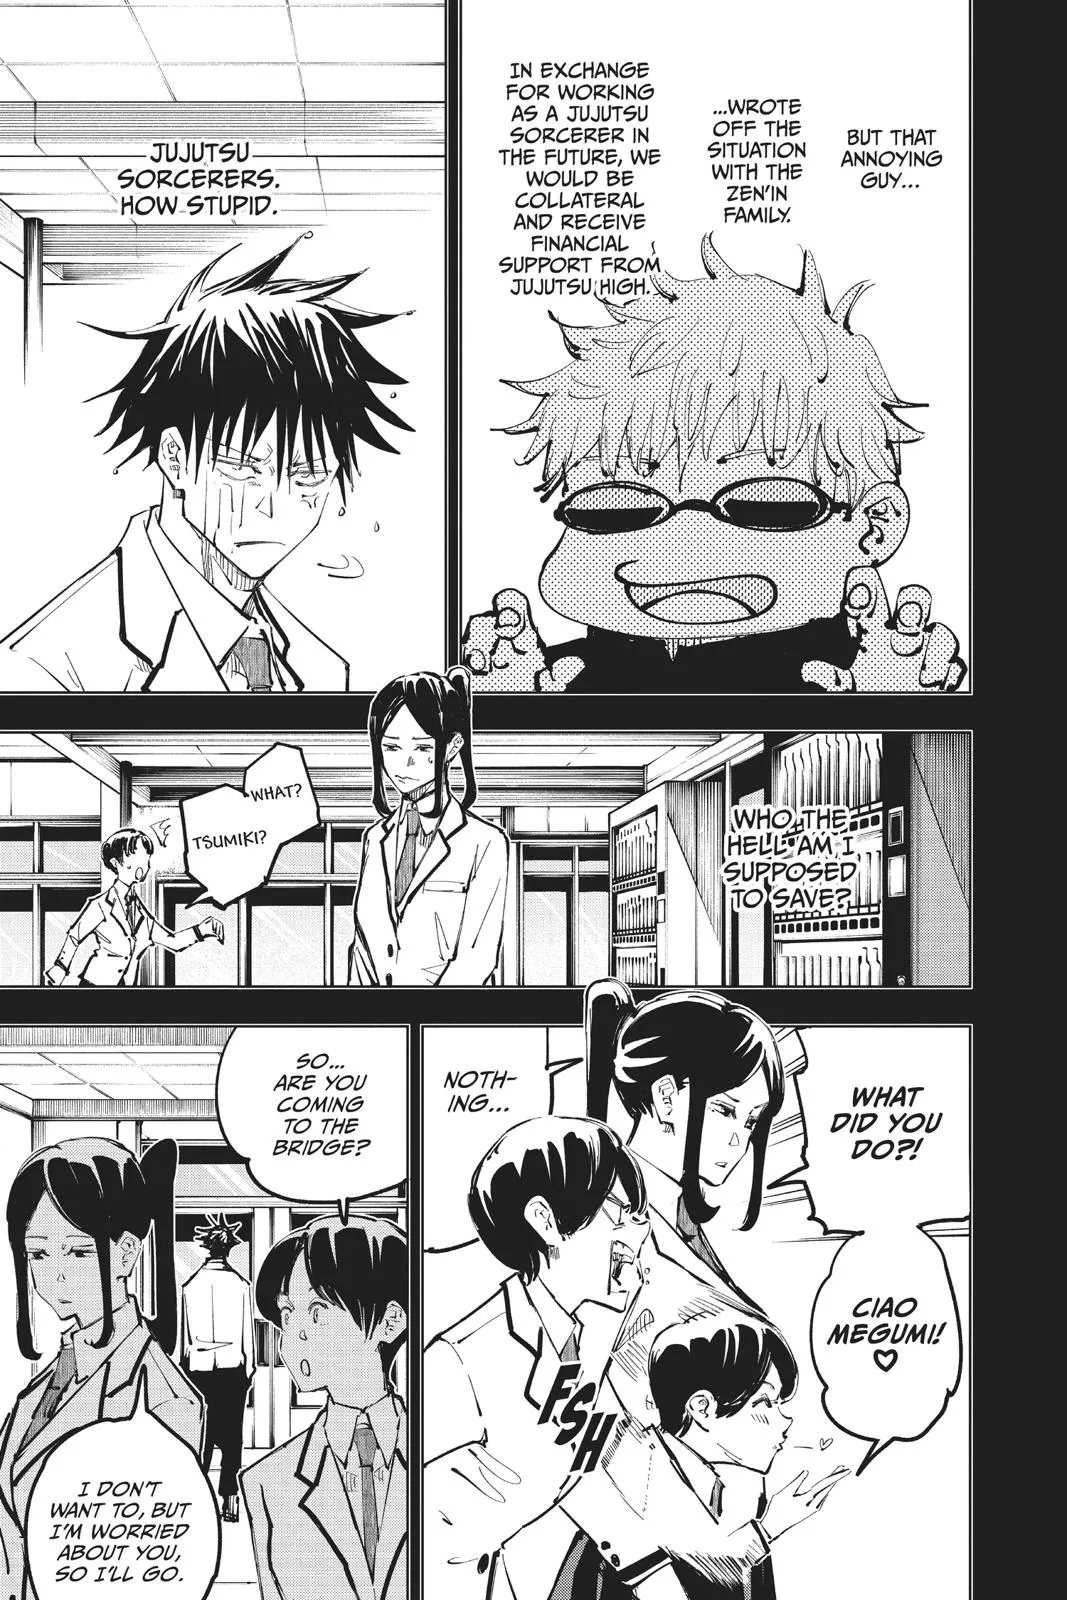 BUT THAT
ANNOYING
GUY...
...WROTE
OFF THE
SITUATION
WITH THE
ZEN'IN
FAMILY.
IN EXCHANGE
FOR WORKING
AS A JUJUTSU
SORCERER IN
THE FUTURE, WE
WOULD BE
COLLATERAL
AND RECEIVE
FINANCIAL
SUPPORT FROM
JUJUTSU HIGH.
JUJUTSU
SORCERERS.
HOW STUPID.
WHO THE
HELL AM I
SUPPOSED
TO SAVE?
WHAT?
TSUMIKI?
WHAT
DID YOU
DO?!
NOTH-
ING...
CIAO
MEGUMI!
♡
FSH
SO...
ARE YOU
COMING
TO THE
BRIDGE?
I DON'T
WANT TO, BUT
I'M WORRIED
ABOUT YOU,
SO I'LL GO.